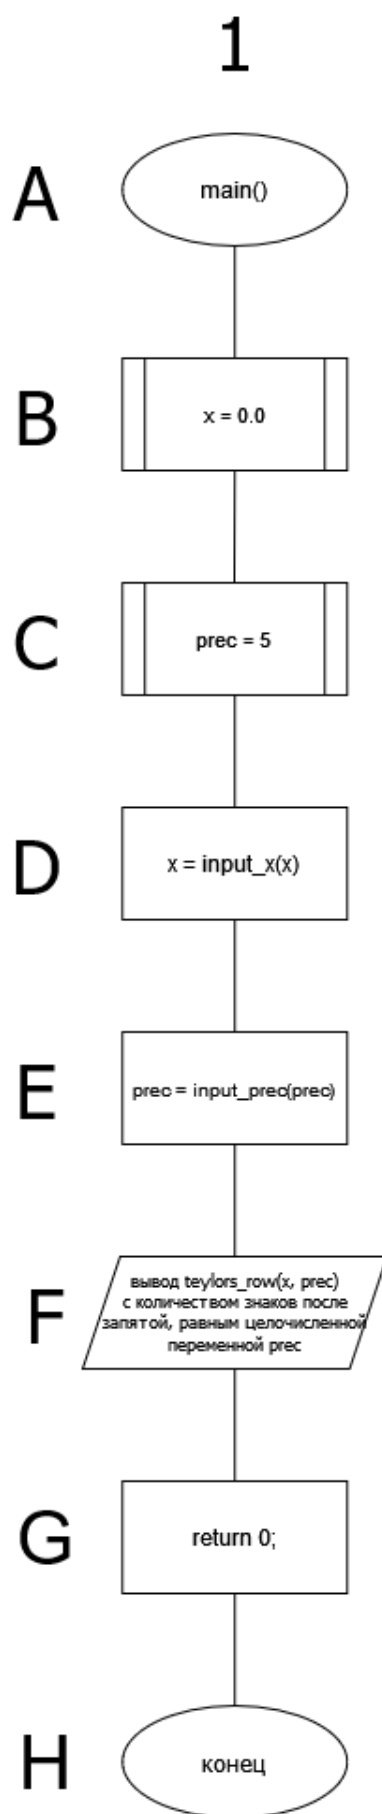 1
A
main()
B
x = 0.0
C
prec = 5
D
x = input_x(x)
E
prec = input_prec(prec)
F
вывод teylors_row(x, prec)
с количеством знаков после
запятой, равным целочисленной
переменной prec
G
return 0;
H
конец